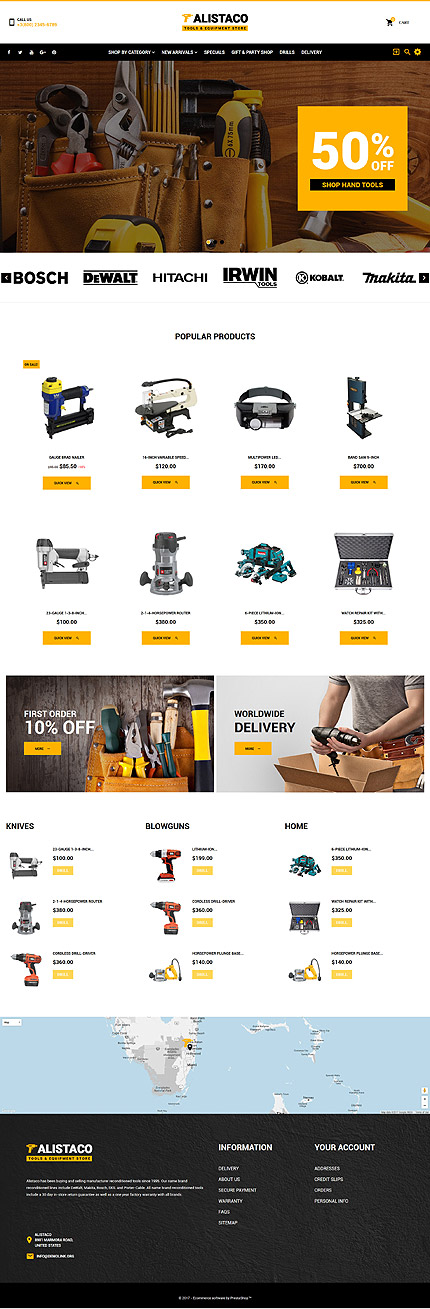 CALL US
ALISTACO
TOOLS & EQUIPMENT STORE
CART
SHOP BY CATEGORY NEW ARRIVALS SPECIALS GIFT & PARTY SHOP DRILLS DELIVERY
50% OFF
SHOP HAND TOOLS
BOSCH DEWALT HITACHI IRWIN TOOLS KOBALT. Makita.
POPULAR PRODUCTS
ON SALE!
GAUGE BRAD NAILER 16-INCH VARIABLE SPEED... MULTIPOWER LED... BAND SAW 9-INCH
$85.50 $120.00 $170.00 $700.00
QUICK VIEW QUICK VIEW QUICK VIEW QUICK VIEW
23-GAUGE 1-3-8-INCH... 2-1-4-HORSEPOWER ROUTER 6-PIECE LITHIUM-ION... WATCH REPAIR KIT WITH...
$100.00 $380.00 $350.00 $325.00
QUICK VIEW QUICK VIEW QUICK VIEW QUICK VIEW
FIRST ORDER
10% OFF
MORE
WORLDWIDE
DELIVERY
MORE
KNIVES BLOWGUNS HOME
23-GAUGE 1-3-8-INCH... LITHIUM-ION... 6-PIECE LITHIUM-ION...
$100.00 $199.00 $350.00
2-1-4-HORSEPOWER ROUTER CORDLESS DRILL-DRIVER WATCH REPAIR KIT WITH...
$380.00 $360.00 $325.00
CORDLESS DRILL-DRIVER HORSEPOWER PLUNGE BASE... HORSEPOWER PLUNGE BASE...
$360.00 $140.00 $140.00
Map
Miami
ALISTACO
TOOLS & EQUIPMENT STORE
Alistaco has been buying and selling manufacturer reconditioned tools since 1999. Our name brand
reconditioned lines include DeWalt, Makita, Bosch, SKIL and Porter Cable. All name brand reconditioned tools
include a 30-day in-store return guarantee as well as a one year factory warranty with all brands.
ALISTACO
8901 MARMORA ROAD,
UNITED STATES
INFO@DEMOLINK.ORG
INFORMATION
DELIVERY
ABOUT US
SECURE PAYMENT
WARRANTY
FAQS
SITEMAP
YOUR ACCOUNT
ADDRESSES
CREDIT SLIPS
ORDERS
PERSONAL INFO
© 2017 - Ecommerce software by PrestaShop™